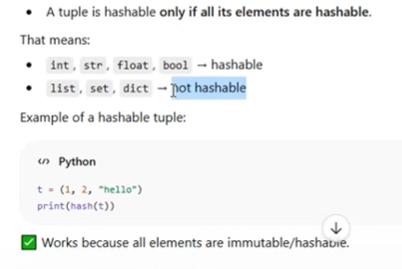 • A tuple is hashable only if all its elements are hashable.
That means:
• int, str, float, bool → hashable
• list, set, dict → not hashable
Example of a hashable tuple:
</> Python
t = (1, 2, "hello")
print(hash(t))
✅ Works because all elements are immutable/hashable.